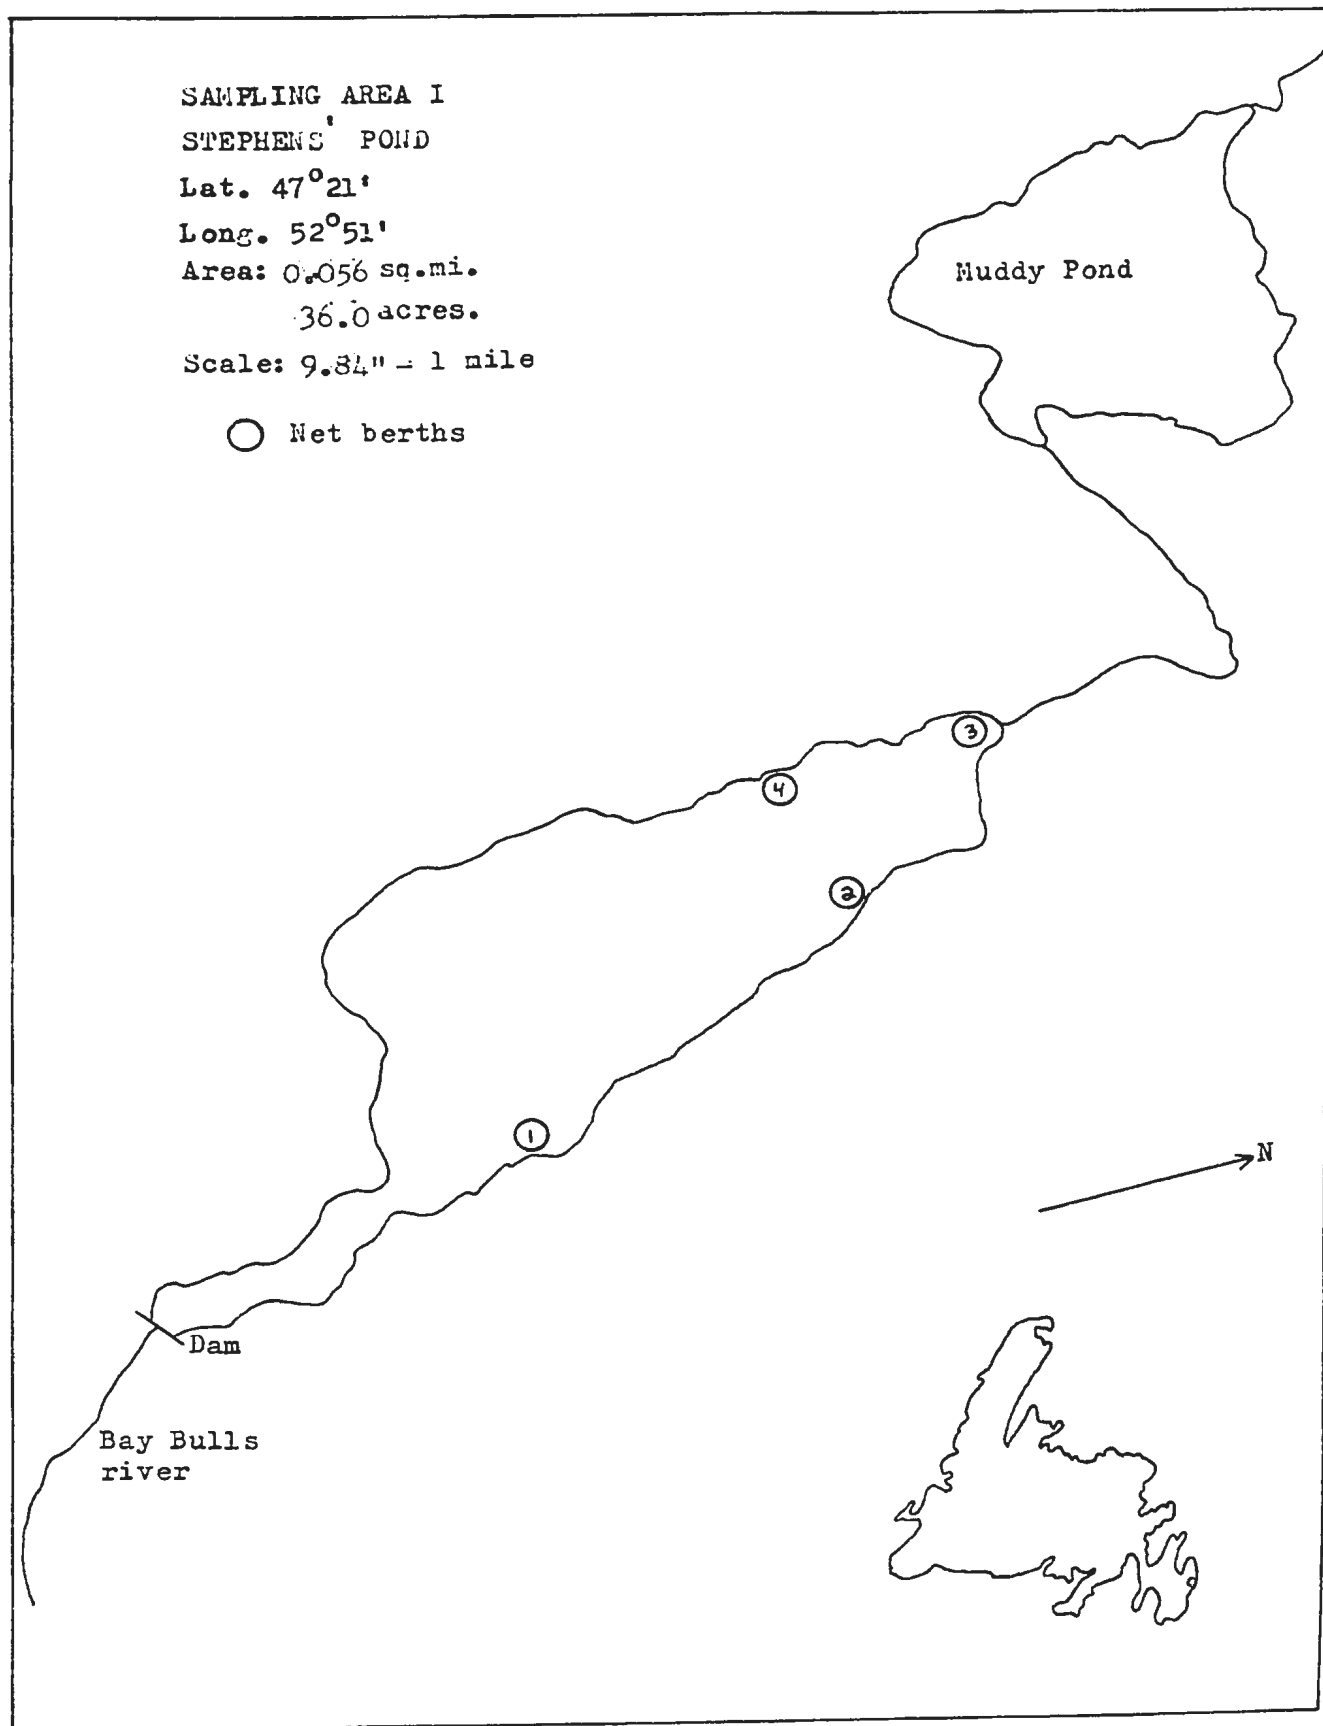 SAMPLING AREA I
STEPHENS' POND
Lat. 47°21'
Long. 52°51'
Area: 0.056 sq.mi.
36.0 acres.
Scale: 9.84" = 1 mile
Net berths
Muddy Pond
3
4
2
1
N
Dam
Bay Bulls
river